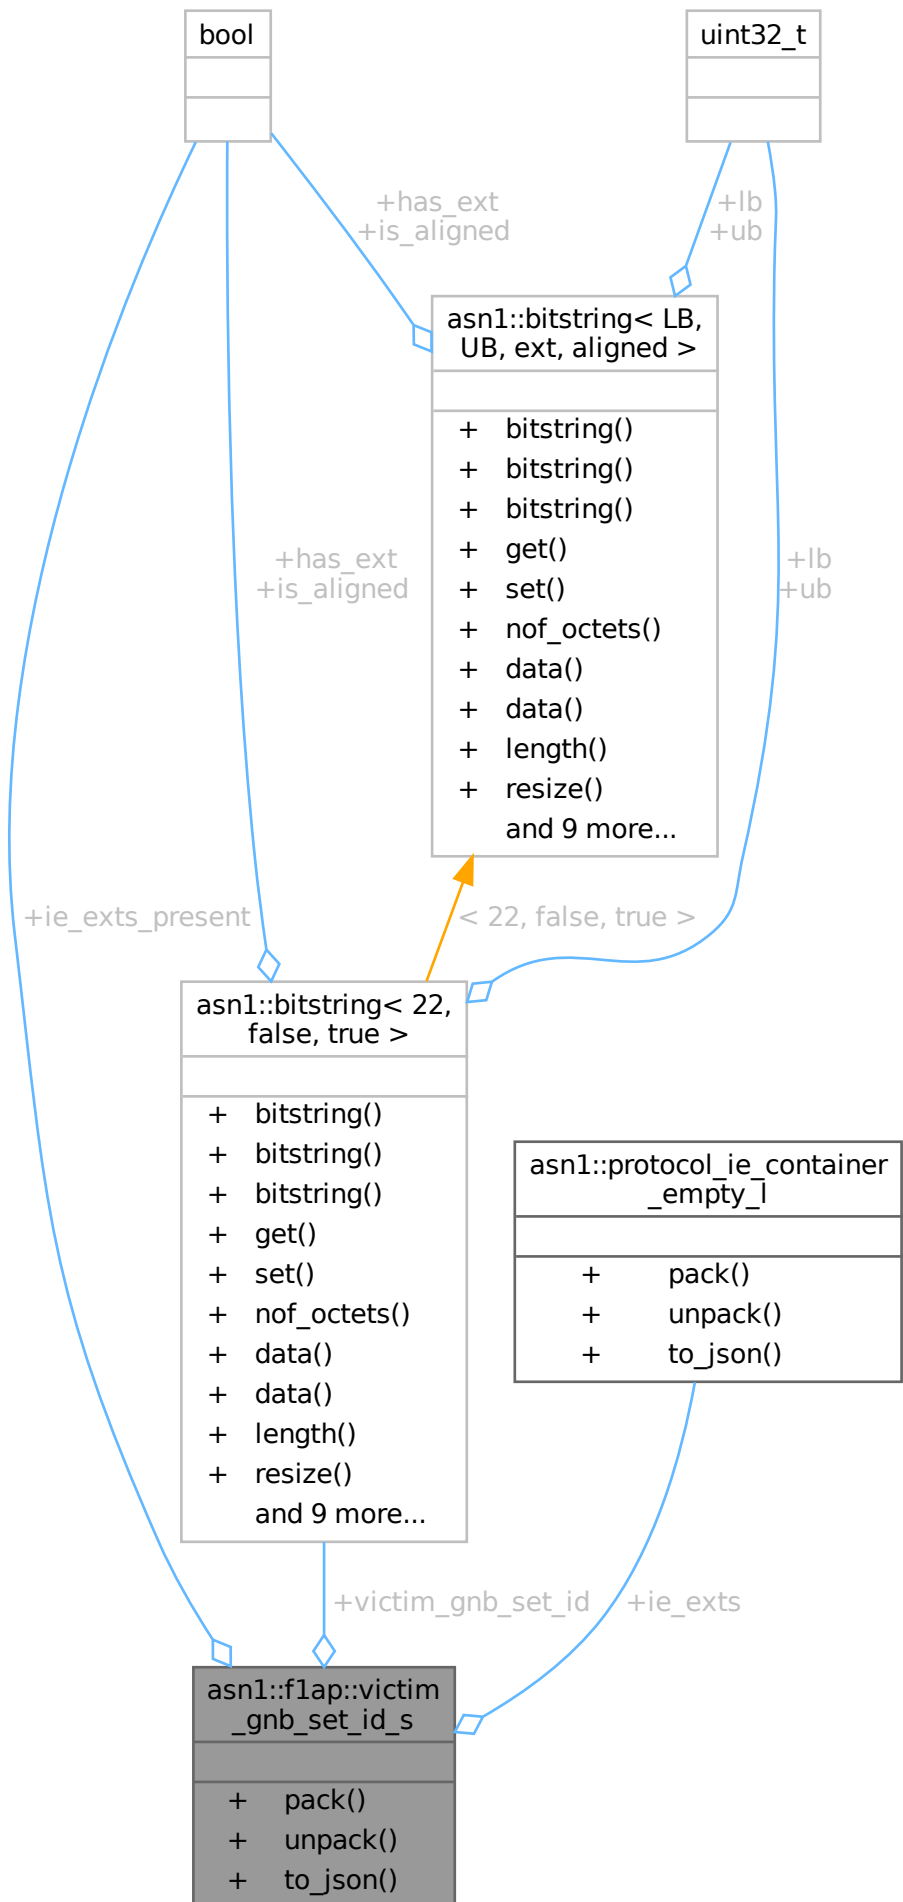 bool
uint32_t
+has_ext
+is_aligned
+lb
+ub
asn1::bitstring< LB,
UB, ext, aligned >
+ bitstring()
+ bitstring()
+ bitstring()
+ get()
+ set()
+ nof_octets()
+ data()
+ data()
+ length()
+ resize()
and 9 more...
+has_ext
+is_aligned
+lb
+ub
+ie_exts_present
< 22, false, true >
asn1::bitstring< 22,
false, true >
+ bitstring()
+ bitstring()
+ bitstring()
+ get()
+ set()
+ nof_octets()
+ data()
+ data()
+ length()
+ resize()
and 9 more...
asn1::protocol_ie_container
_empty_l
+ pack()
+ unpack()
+ to_json()
+victim_gnb_set_id
+ie_exts
asn1::f1ap::victim
_gnb_set_id_s
+ pack()
+ unpack()
+ to_json()